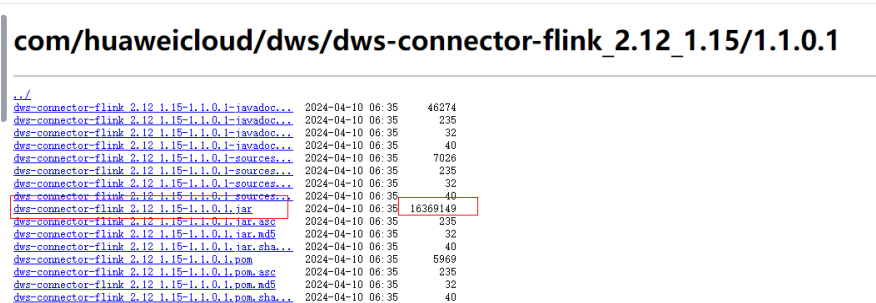 com/huaweicloud/dws/dws-connector-flink_2.12_1.15/1.1.0.1
../
dws-connector-flink_2.12_1.15-1.1.0.1-javadoc... 2024-04-10 06:35 46274
dws-connector-flink_2.12_1.15-1.1.0.1-javadoc... 2024-04-10 06:35 235
dws-connector-flink_2.12_1.15-1.1.0.1-javadoc... 2024-04-10 06:35 32
dws-connector-flink_2.12_1.15-1.1.0.1-javadoc... 2024-04-10 06:35 40
dws-connector-flink_2.12_1.15-1.1.0.1-sources... 2024-04-10 06:35 7026
dws-connector-flink_2.12_1.15-1.1.0.1-sources... 2024-04-10 06:35 235
dws-connector-flink_2.12_1.15-1.1.0.1-sources... 2024-04-10 06:35 32
dws-connector-flink_2.12_1.15-1.1.0.1-sources... 2024-04-10 06:35 40
dws-connector-flink_2.12_1.15-1.1.0.1.jar 2024-04-10 06:35 16369149
dws-connector-flink_2.12_1.15-1.1.0.1.jar.asc 2024-04-10 06:35 235
dws-connector-flink_2.12_1.15-1.1.0.1.jar.md5 2024-04-10 06:35 32
dws-connector-flink_2.12_1.15-1.1.0.1.jar.sha... 2024-04-10 06:35 40
dws-connector-flink_2.12_1.15-1.1.0.1.pom 2024-04-10 06:35 5969
dws-connector-flink_2.12_1.15-1.1.0.1.pom.asc 2024-04-10 06:35 235
dws-connector-flink_2.12_1.15-1.1.0.1.pom.md5 2024-04-10 06:35 32
dws-connector-flink_2.12_1.15-1.1.0.1.pom.sha... 2024-04-10 06:35 40